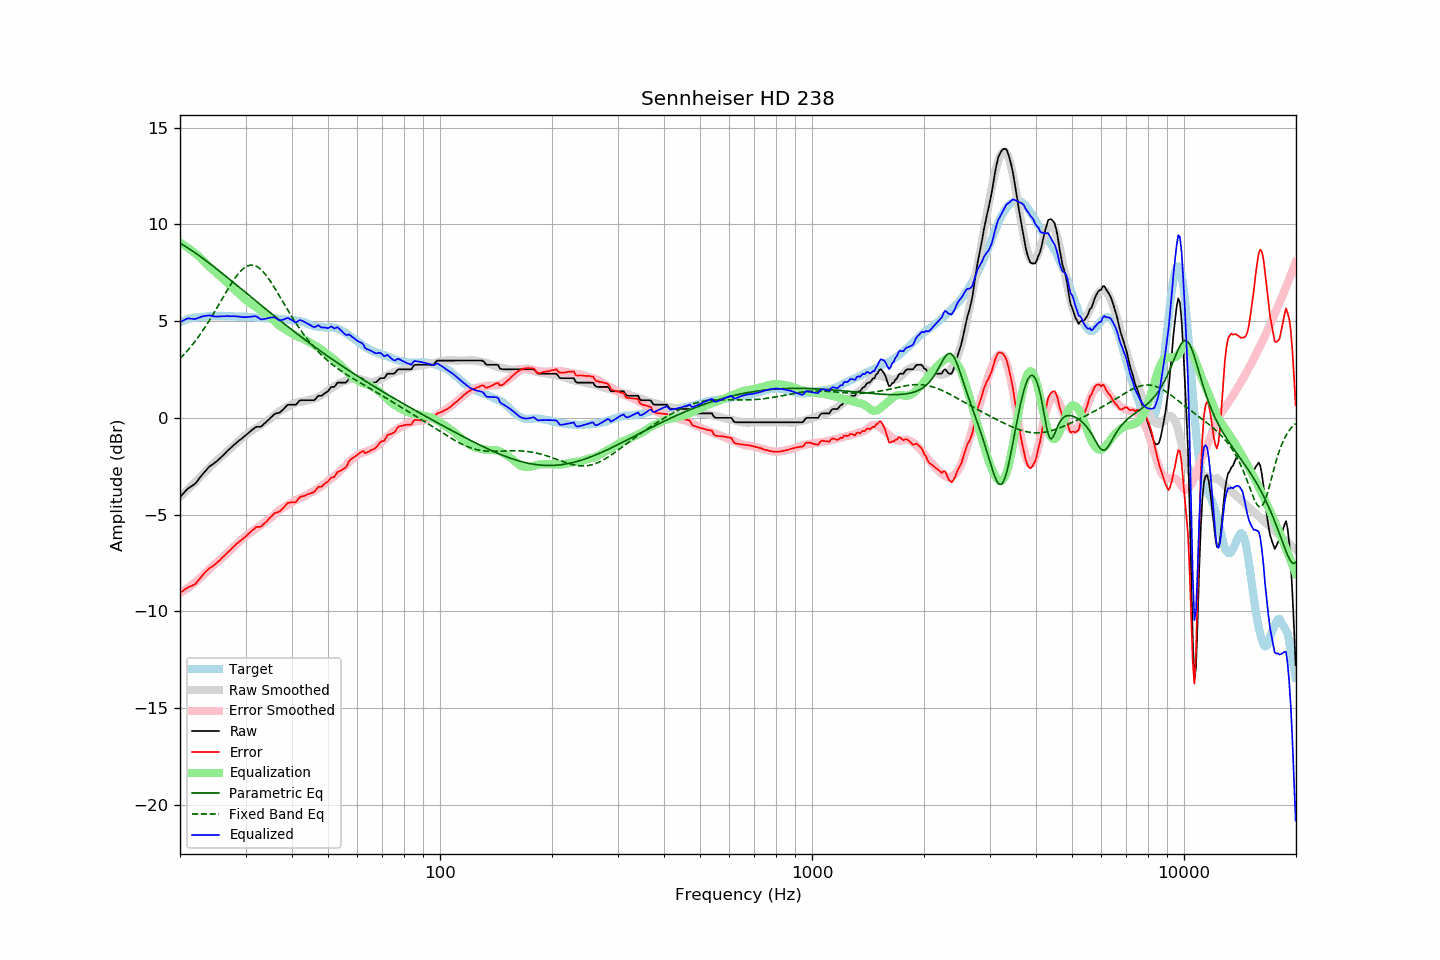 Sennheiser HD 238
Amplitude (dBr)
15
10
5
0
−5
−10
−15
−20
Target
Raw Smoothed
Error Smoothed
Raw
Error
Equalization
Parametric Eq
Fixed Band Eq
Equalized
100
1000
10000
Frequency (Hz)